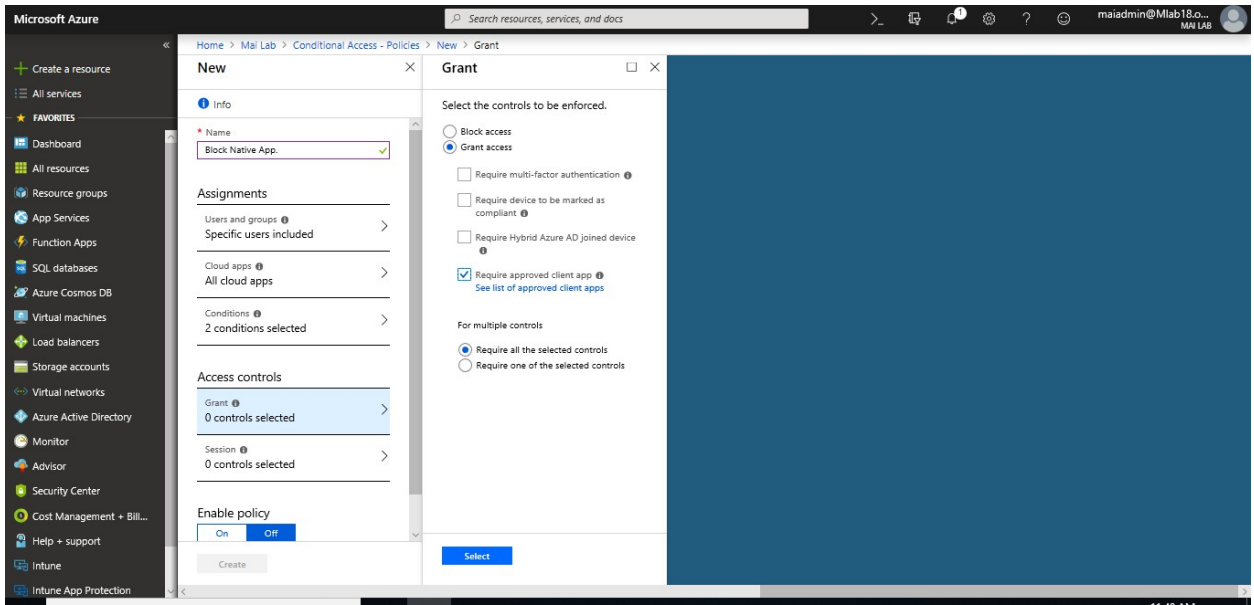 Microsoft Azure
Search resources, services, and docs
1
maiadmin@Mlab18.o...
MAI LAB
Home > Mai Lab > Conditional Access - Policies > New > Grant
Create a resource
All services
FAVORITES
Dashboard
All resources
Resource groups
App Services
Function Apps
SQL databases
Azure Cosmos DB
Virtual machines
Load balancers
Storage accounts
Virtual networks
Azure Active Directory
Monitor
Advisor
Security Center
Cost Management + Bill...
Help + support
Intune
Intune App Protection
New
Info
* Name
Block Native App.
Assignments
Users and groups
Specific users included
Cloud apps
All cloud apps
Conditions
2 conditions selected
Access controls
Grant
0 controls selected
Session
0 controls selected
Enable policy
On Off
Create
Grant
Select the controls to be enforced.
Block access
Grant access
Require multi-factor authentication
Require device to be marked as
compliant
Require Hybrid Azure AD joined device
Require approved client app
See list of approved client apps
For multiple controls
Require all the selected controls
Require one of the selected controls
Select